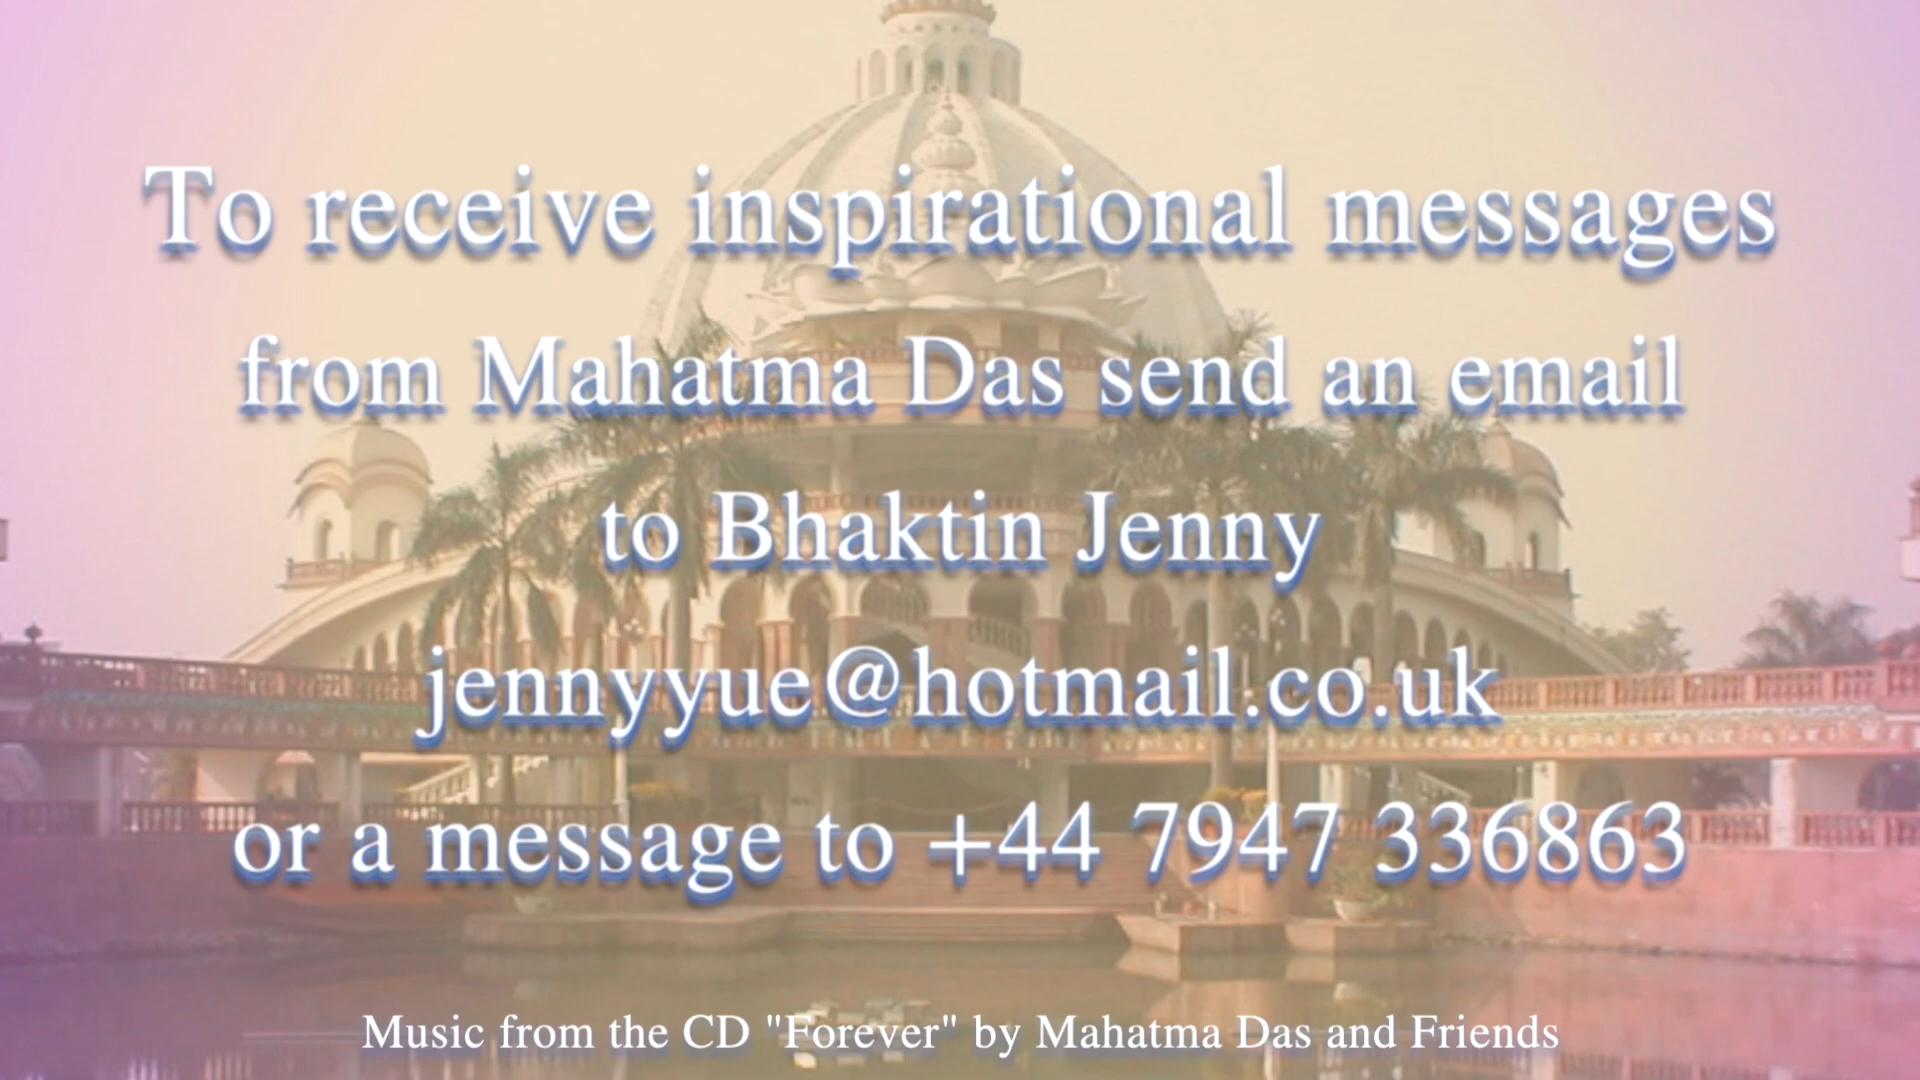 To receive inspirational messages
from Mahatma Das send an email
to Bhaktin Jenny
jennyyue@hotmail.co.uk
or a message to +44 7947 336863
Music from the CD "Forever" by Mahatma Das and Friends